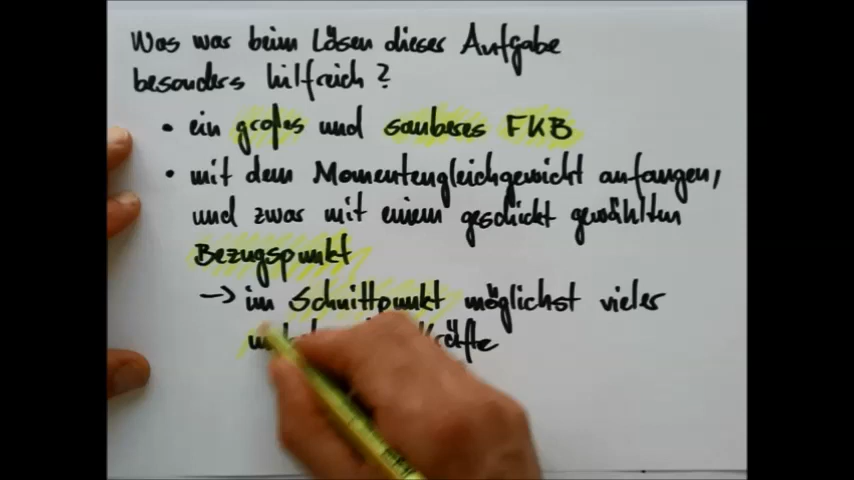 Was war beim Lösen dieser Aufgabe
besonders hilfreich?
• ein großes und sauberes FKB
• mit dem Momentengleichgewicht anfangen,
und zwar mit einem geschickt gewählten
Bezugspunkt
→ im Schnittpunkt möglichst vieler
Kräfte